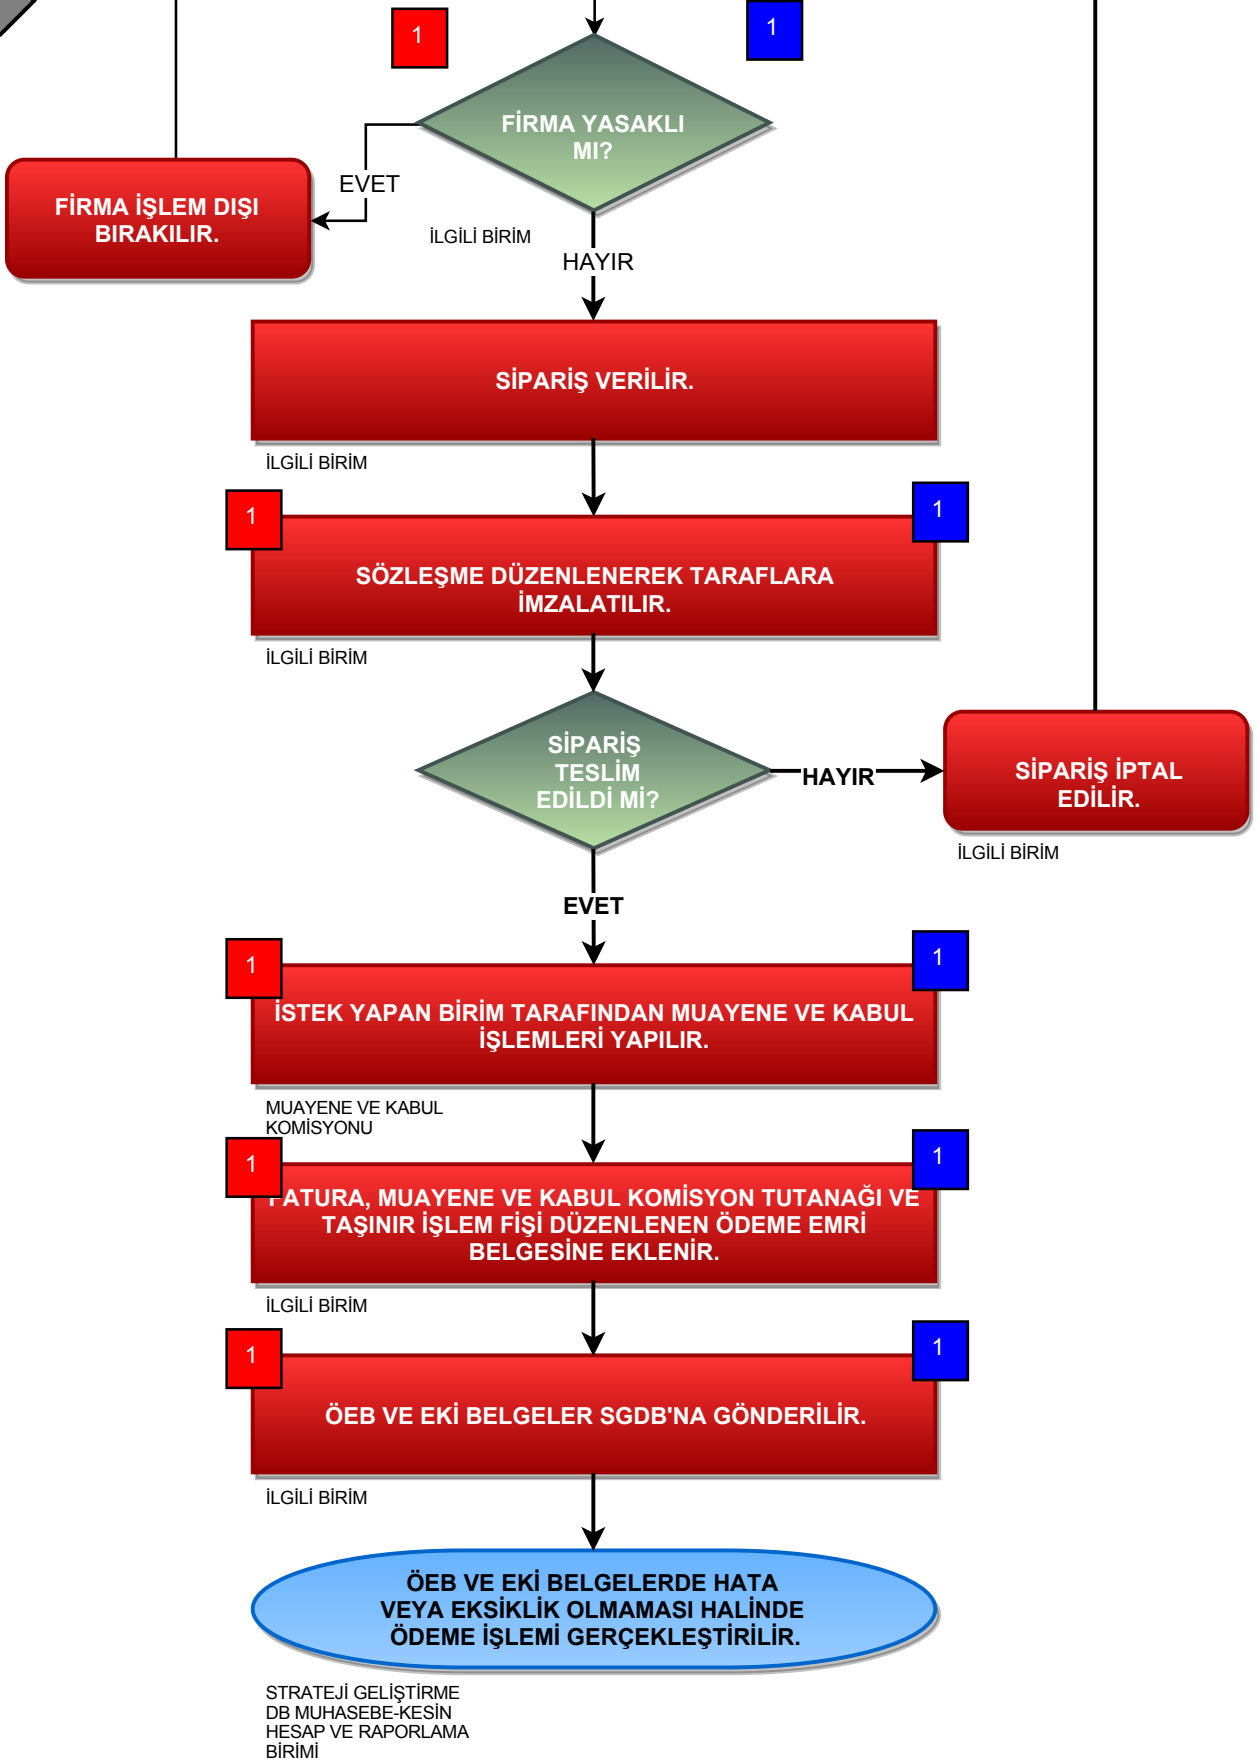 1
1
FİRMA YASAKLI
MI?
EVET
FİRMA İŞLEM DIŞI
BIRAKILIR.
İLGİLİ BİRİM
HAYIR
SİPARİŞ VERİLİR.
İLGİLİ BİRİM
1
1
SÖZLEŞME DÜZENLENEREK TARAFLARA
İMZALATILIR.
İLGİLİ BİRİM
SİPARİŞ
TESLİM
EDİLDİ Mİ?
HAYIR
SİPARİŞ İPTAL
EDİLİR.
İLGİLİ BİRİM
EVET
1
1
İSTEK YAPAN BİRİM TARAFINDAN MUAYENE VE KABUL
İŞLEMLERİ YAPILIR.
MUAYENE VE KABUL
KOMİSYONU
1
1
FATURA, MUAYENE VE KABUL KOMİSYON TUTANAĞI VE
TAŞINIR İŞLEM FİŞİ DÜZENLENEN ÖDEME EMRİ
BELGESİNE EKLENİR.
İLGİLİ BİRİM
1
1
ÖEB VE EKİ BELGELER SGDB'NA GÖNDERİLİR.
İLGİLİ BİRİM
ÖEB VE EKİ BELGELERDE HATA
VEYA EKSİKLİK OLMAMASI HALİNDE
ÖDEME İŞLEMİ GERÇEKLEŞTİRİLİR.
STRATEJİ GELİŞTİRME
DB MUHASEBE-KESİN
HESAP VE RAPORLAMA
BİRİMİ